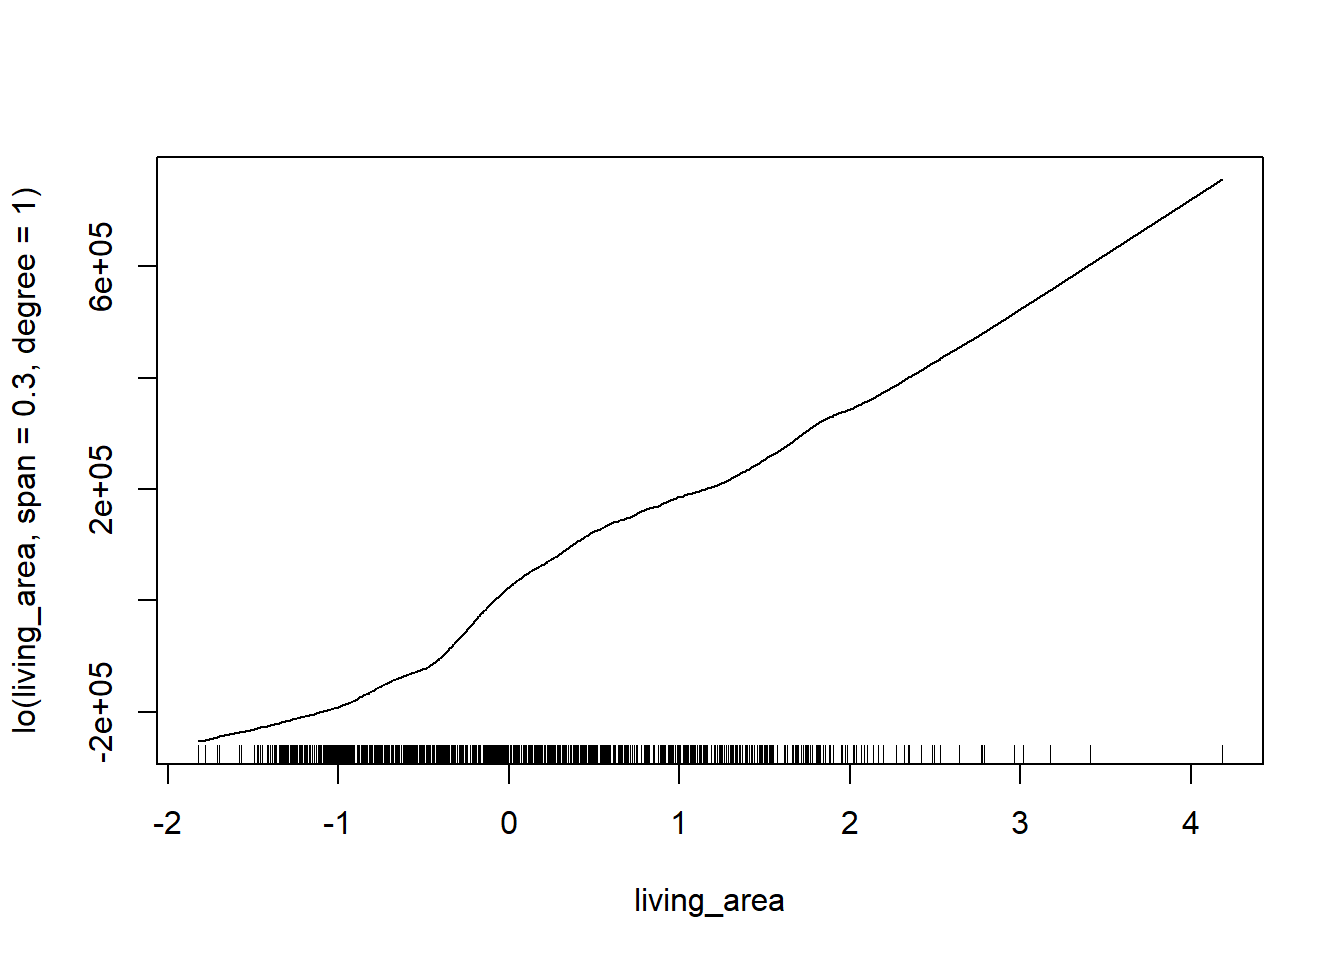 lo(living_area, span = 0.3, degree = 1)
6e+05
2e+05
-2e+05
-2 -1 0 1 2 3 4
living_area